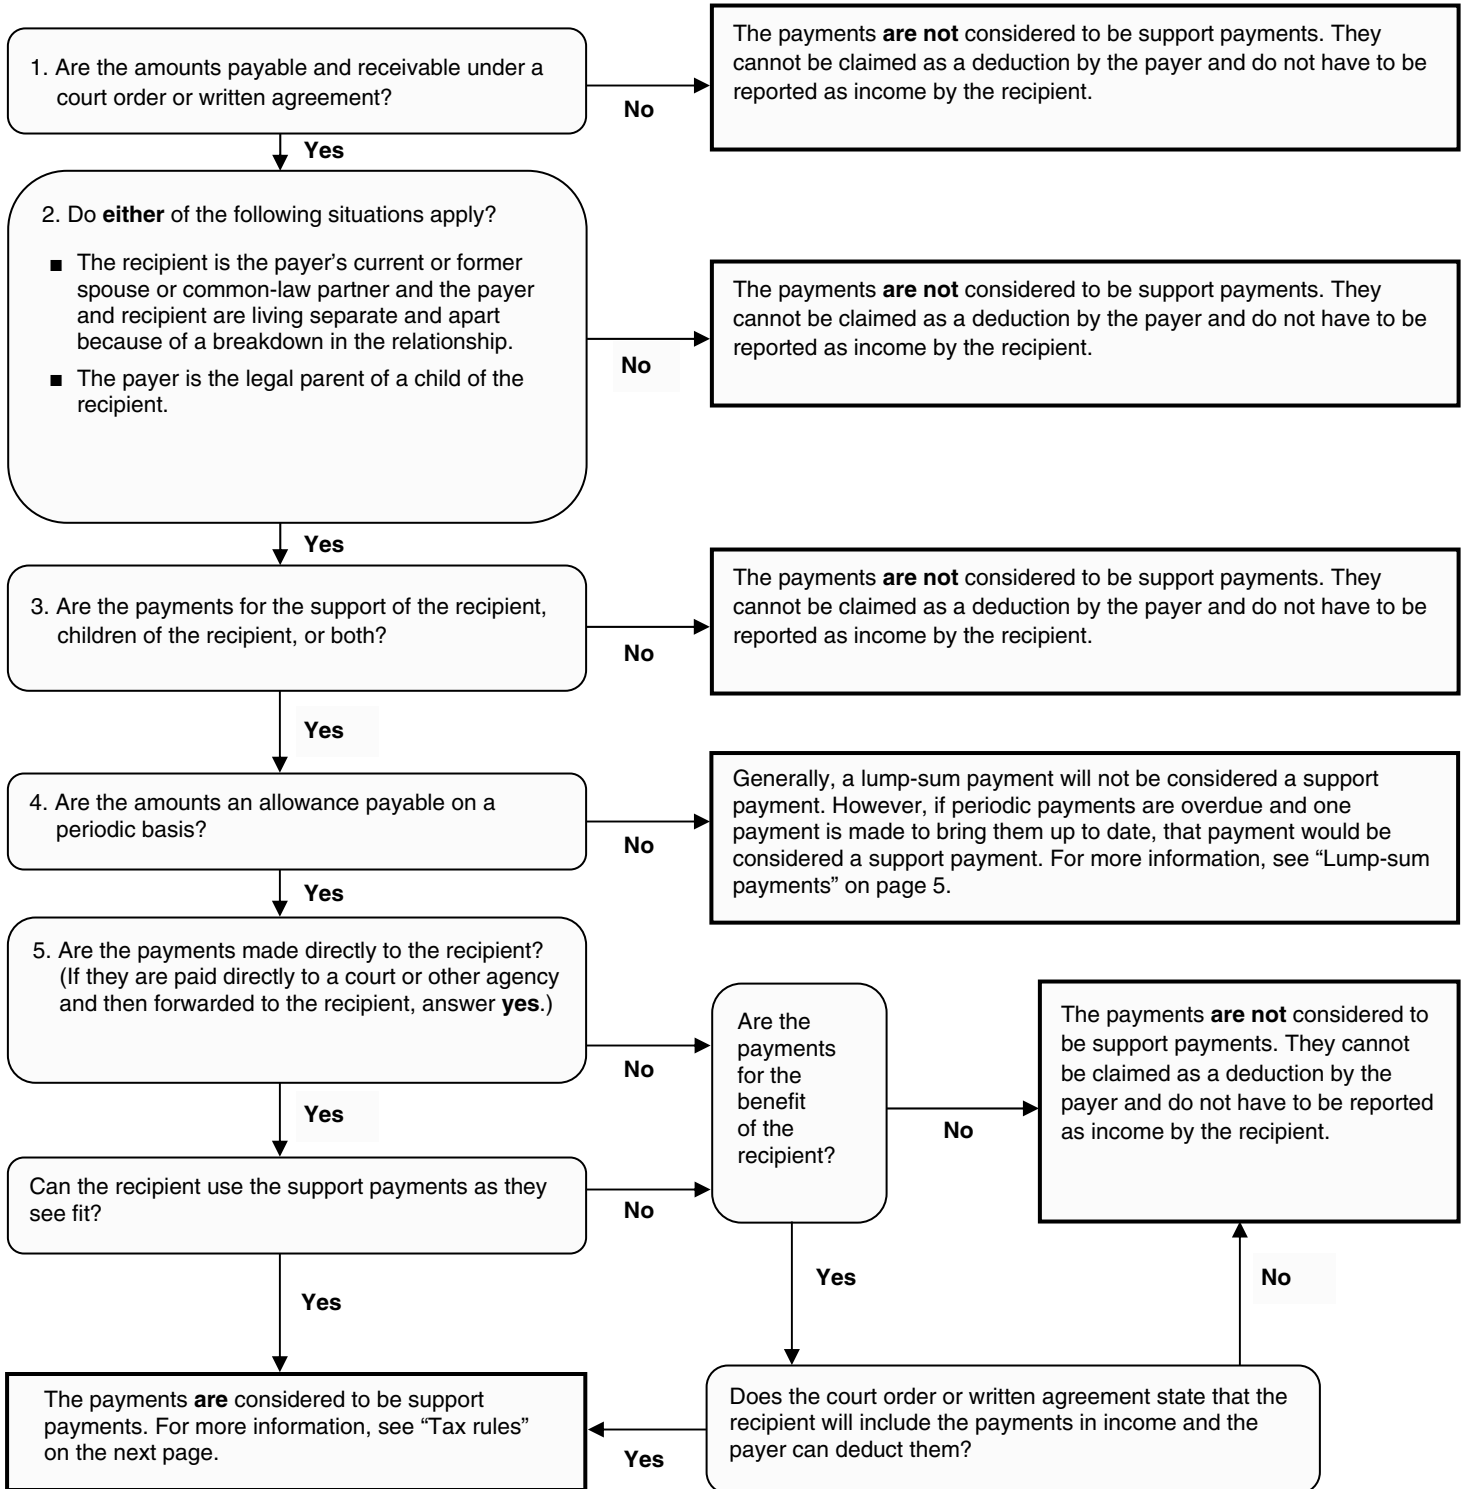 1. Are the amounts payable and receivable under a
court order or written agreement?
No
The payments are not considered to be support payments. They
cannot be claimed as a deduction by the payer and do not have to be
reported as income by the recipient.
Yes
2. Do either of the following situations apply?
■ The recipient is the payer's current or former
spouse or common-law partner and the payer
and recipient are living separate and apart
because of a breakdown in the relationship.
■ The payer is the legal parent of a child of the
recipient.
No
The payments are not considered to be support payments. They
cannot be claimed as a deduction by the payer and do not have to be
reported as income by the recipient.
Yes
3. Are the payments for the support of the recipient,
children of the recipient, or both?
No
The payments are not considered to be support payments. They
cannot be claimed as a deduction by the payer and do not have to be
reported as income by the recipient.
Yes
4. Are the amounts an allowance payable on a
periodic basis?
No
Generally, a lump-sum payment will not be considered a support
payment. However, if periodic payments are overdue and one
payment is made to bring them up to date, that payment would be
considered a support payment. For more information, see “Lump-sum
payments” on page 5.
Yes
5. Are the payments made directly to the recipient?
(If they are paid directly to a court or other agency
and then forwarded to the recipient, answer yes.)
No
Are the
payments
for the
benefit
of the
recipient?
No
The payments are not considered to
be support payments. They cannot
be claimed as a deduction by the
payer and do not have to be reported
as income by the recipient.
Yes
Can the recipient use the support payments as they
see fit?
No
Yes
No
Yes
The payments are considered to be support
payments. For more information, see “Tax rules”
on the next page.
Yes
Does the court order or written agreement state that the
recipient will include the payments in income and the
payer can deduct them?